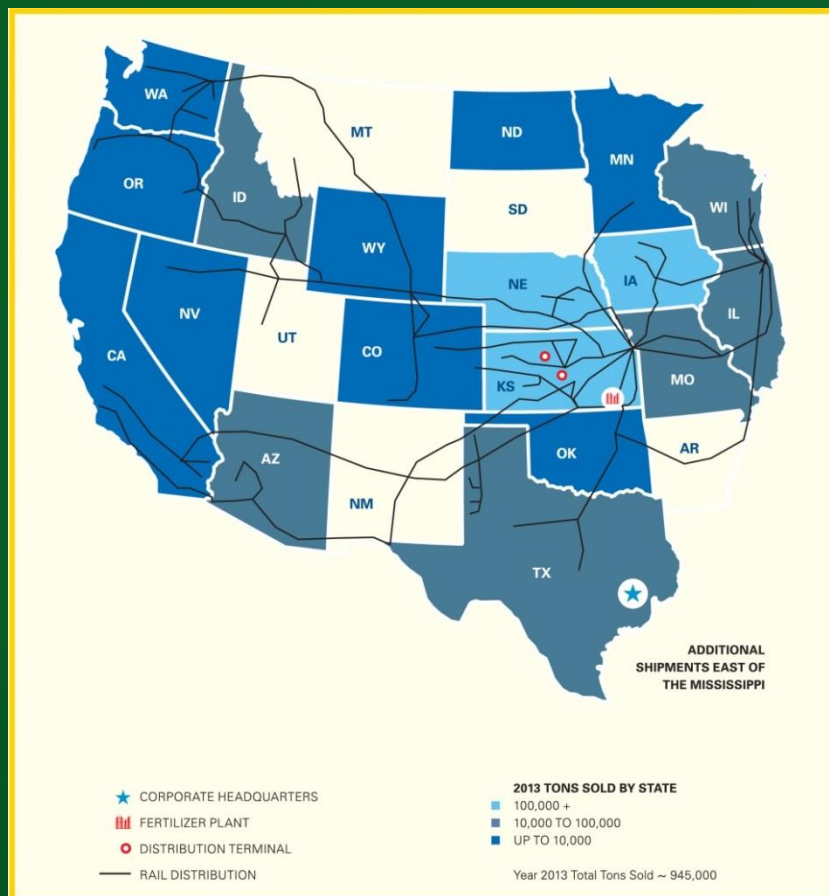 WA
MT
ND
MN
OR
ID
SD
WI
WY
NE
IA
NV
UT
CO
IL
CA
KS
MO
AZ
NM
OK
AR
TX
ADDITIONAL
SHIPMENTS EAST OF
THE MISSISSIPPI
CORPORATE HEADQUARTERS
FERTILIZER PLANT
DISTRIBUTION TERMINAL
RAIL DISTRIBUTION
2013 TONS SOLD BY STATE
100,000 +
10,000 TO 100,000
UP TO 10,000
Year 2013 Total Tons Sold ~ 945,000